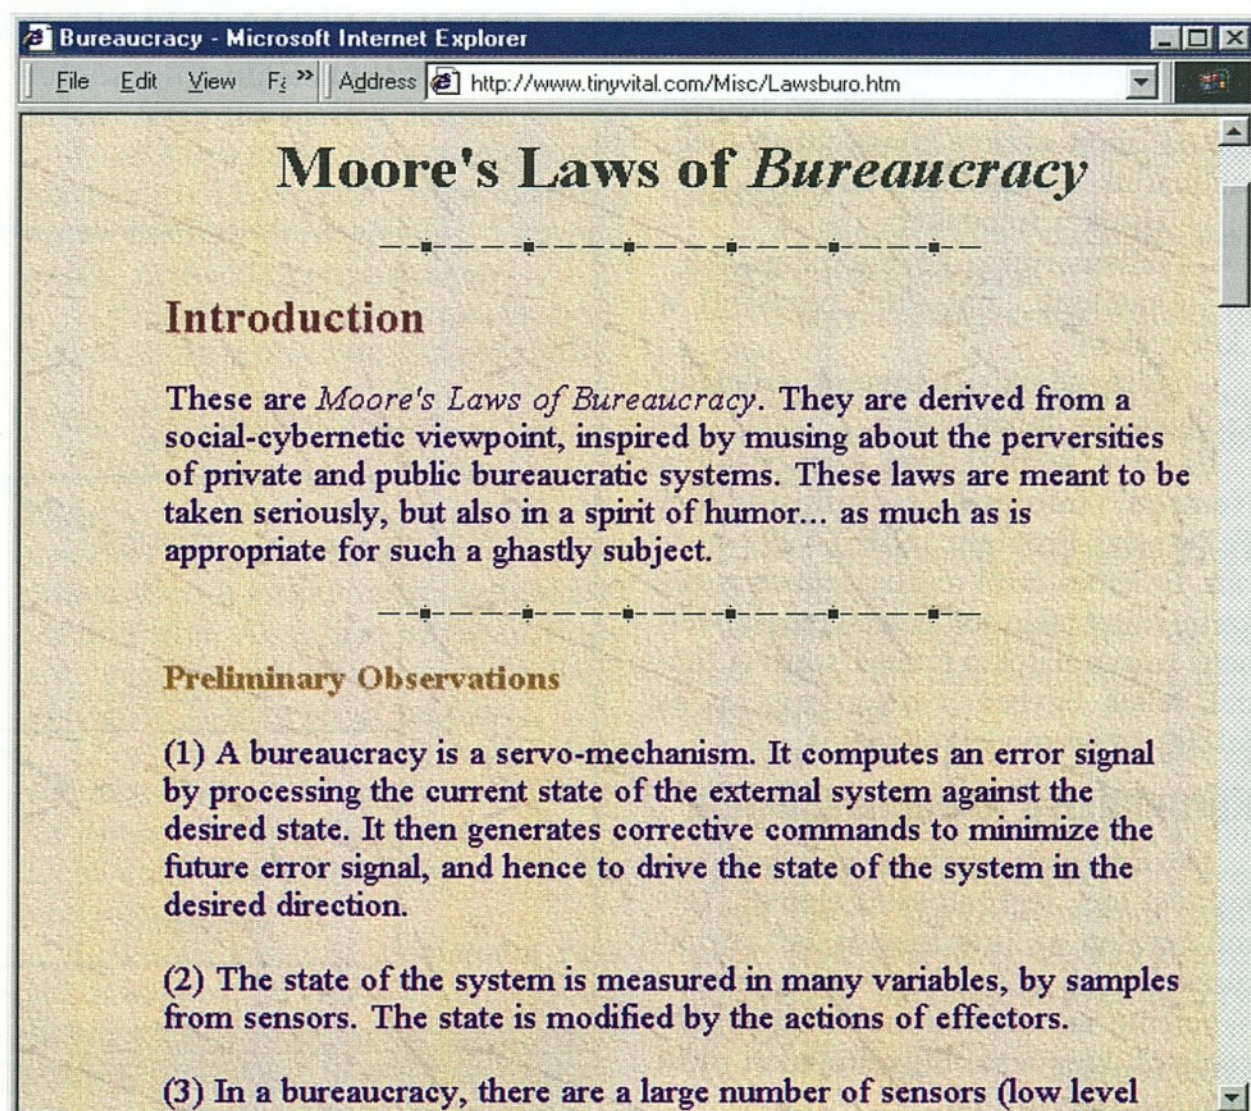 Bureaucracy - Microsoft Internet Explorer
File Edit View Fa » Address http://www.tinyvital.com/Misc/Lawsburo.htm
Moore's Laws of Bureaucracy
Introduction
These are Moore's Laws of Bureaucracy. They are derived from a
social-cybernetic viewpoint, inspired by musing about the perversities
of private and public bureaucratic systems. These laws are meant to be
taken seriously, but also in a spirit of humor... as much as is
appropriate for such a ghastly subject.
Preliminary Observations
(1) A bureaucracy is a servo-mechanism. It computes an error signal
by processing the current state of the external system against the
desired state. It then generates corrective commands to minimize the
future error signal, and hence to drive the state of the system in the
desired direction.
(2) The state of the system is measured in many variables, by samples
from sensors. The state is modified by the actions of effectors.
(3) In a bureaucracy, there are a large number of sensors (low level